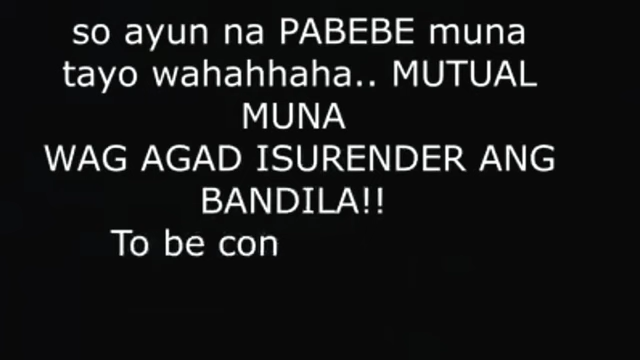 so ayun na PABEBE muna
tayo wahahhaha.. MUTUAL
MUNA
WAG AGAD ISURENDER ANG
BANDILA!!
To be con